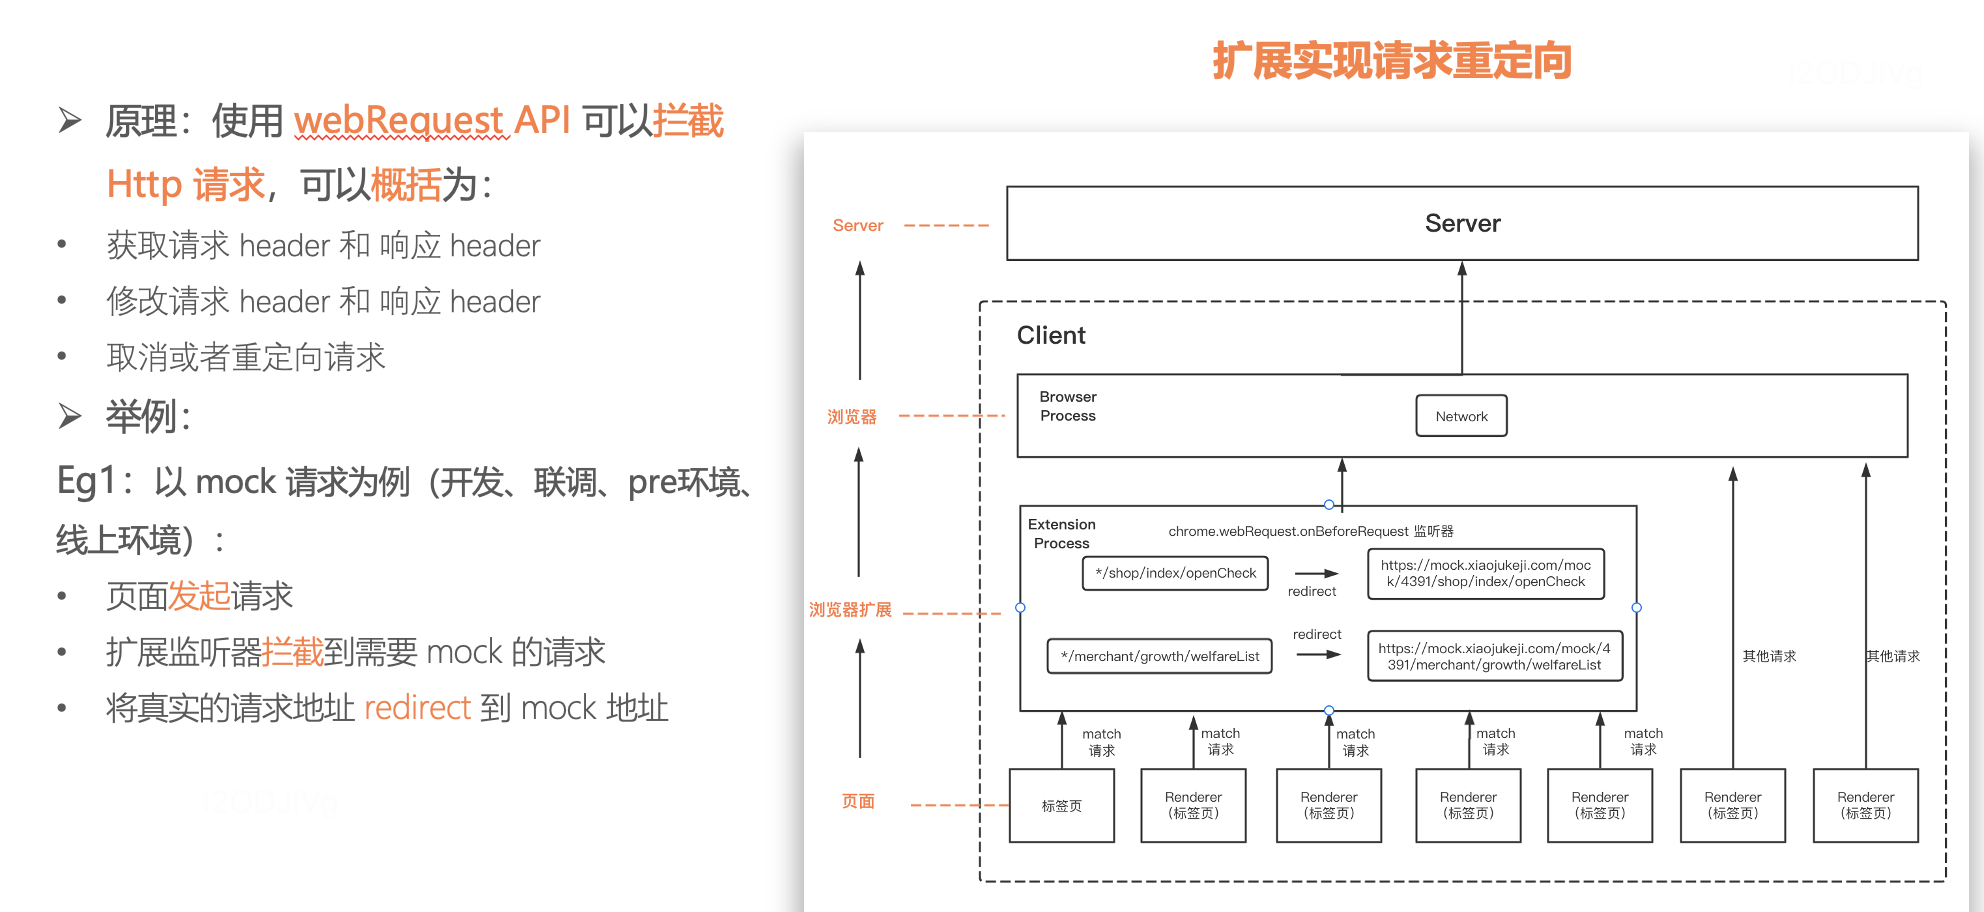 扩展实现请求重定向
原理：使用 webRequest API 可以拦截
Http 请求，可以概括为：
获取请求 header 和 响应 header
修改请求 header 和 响应 header
取消或者重定向请求
举例：
Eg1：以 mock 请求为例（开发、联调、pre环境、
线上环境）：
页面发起请求
扩展监听器拦截到需要 mock 的请求
将真实的请求地址 redirect 到 mock 地址
Server
Server
Client
浏览器
Browser
Process
Network
浏览器扩展
Extension
Process
chrome.webRequest.onBeforeRequest 监听器
*/shop/index/openCheck
redirect
https://mock.xiaojukeji.com/moc
k/4391/shop/index/openCheck
*/merchant/growth/welfareList
redirect
https://mock.xiaojukeji.com/mock/4
391/merchant/growth/welfareList
其他请求
其他请求
match
请求
match
请求
match
请求
match
请求
match
请求
页面
标签页
Renderer
(标签页)
Renderer
(标签页)
Renderer
(标签页)
Renderer
(标签页)
Renderer
(标签页)
Renderer
(标签页)